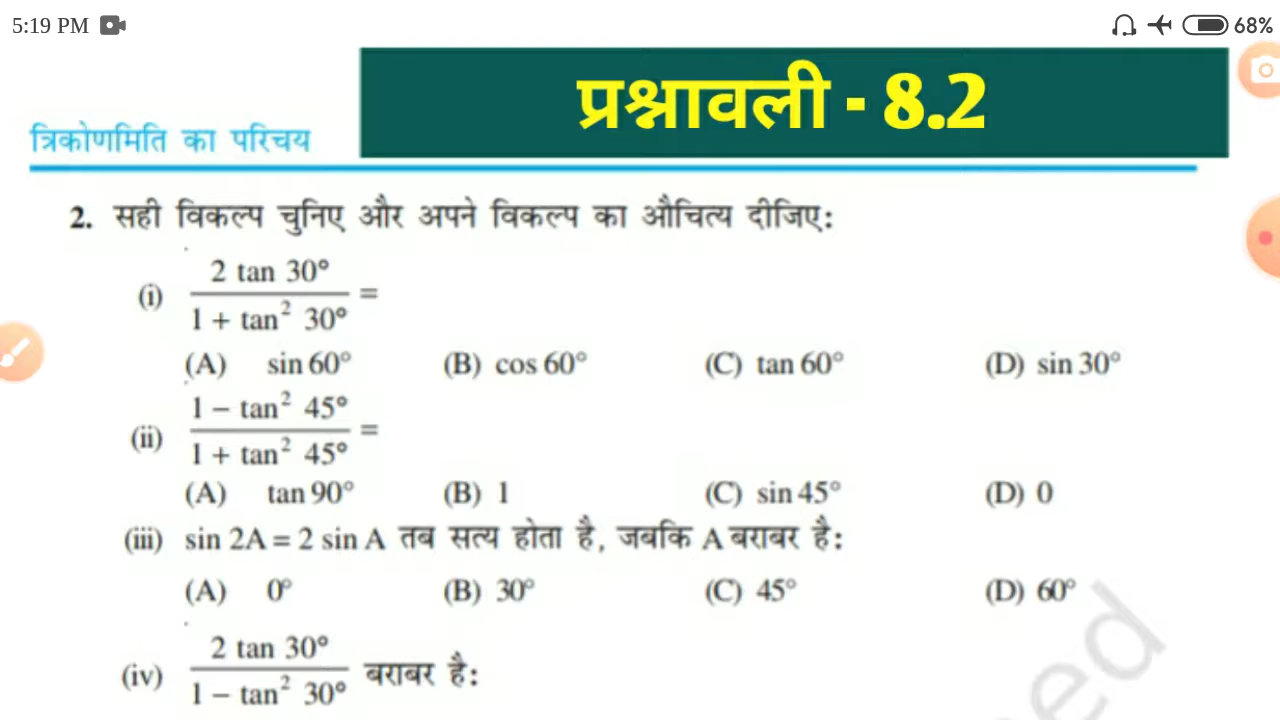 5:19 PM
68%
प्रश्नावली - 8.2
त्रिकोणमिति का परिचय
2. सही विकल्प चुनिए और अपने विकल्प का औचित्य दीजिए:
(i) 2 tan 30° / 1 + tan² 30° =
(A) sin 60° (B) cos 60° (C) tan 60° (D) sin 30°
(ii) 1 – tan² 45° / 1 + tan² 45° =
(A) tan 90° (B) 1 (C) sin 45° (D) 0
(iii) sin 2A = 2 sin A तब सत्य होता है, जबकि A बराबर है:
(A) 0° (B) 30° (C) 45° (D) 60°
(iv) 2 tan 30° / 1 – tan² 30° बराबर है: